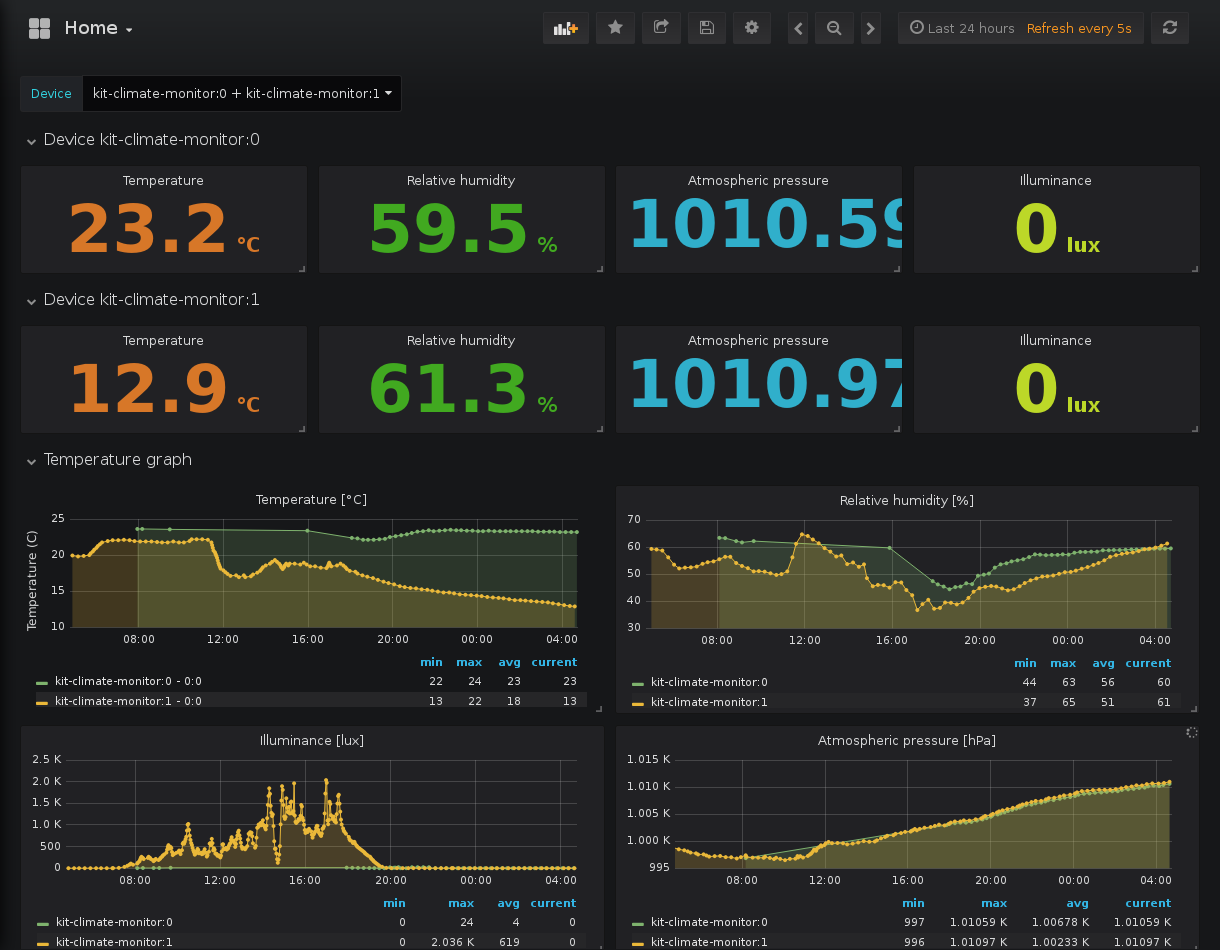 Home
Last 24 hours Refresh every 5s
Device kit-climate-monitor:0 + kit-climate-monitor:1
Device kit-climate-monitor:0
Temperature Relative humidity Atmospheric pressure Illuminance
23.2 °C 59.5 % 1010.59 0 lux
Device kit-climate-monitor:1
Temperature Relative humidity Atmospheric pressure Illuminance
12.9 °C 61.3 % 1010.97 0 lux
Temperature graph
Temperature [°C]
Temperature (C)
25
20
15
10
08:00 12:00 16:00 20:00 00:00 04:00
min max avg current
kit-climate-monitor:0 - 0:0 22 24 23 23
kit-climate-monitor:1 - 0:0 13 22 18 13
Relative humidity [%]
70
60
50
40
30
08:00 12:00 16:00 20:00 00:00 04:00
min max avg current
kit-climate-monitor:0 44 63 56 60
kit-climate-monitor:1 37 65 51 61
Illuminance [lux]
2.5 K
2.0 K
1.5 K
1.0 K
500
0
08:00 12:00 16:00 20:00 00:00 04:00
min max avg current
kit-climate-monitor:0 0 24 4 0
kit-climate-monitor:1 0 2.036 K 619 0
Atmospheric pressure [hPa]
1.015 K
1.010 K
1.005 K
1.000 K
995
08:00 12:00 16:00 20:00 00:00 04:00
min max avg current
kit-climate-monitor:0 997 1.01059 K 1.00678 K 1.01059 K
kit-climate-monitor:1 996 1.01097 K 1.00233 K 1.01097 K